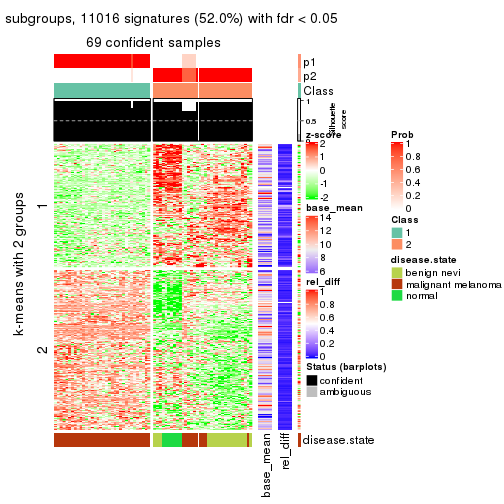 subgroups, 11016 signatures (52.0%) with fdr < 0.05
69 confident samples
p1
p2
Class
1
0.5
0
Silhouette
score
k-means with 2 groups
1
2
z-score
2
1
0
-1
-2
base_mean
14
12
10
8
6
rel_diff
1
0.8
0.6
0.4
0.2
0
Status (barplots)
confident
ambiguous
Prob
1
0.8
0.6
0.4
0.2
0
Class
1
2
disease.state
benign nevi
malignant melanoma
normal
disease.state
base_mean
rel_diff